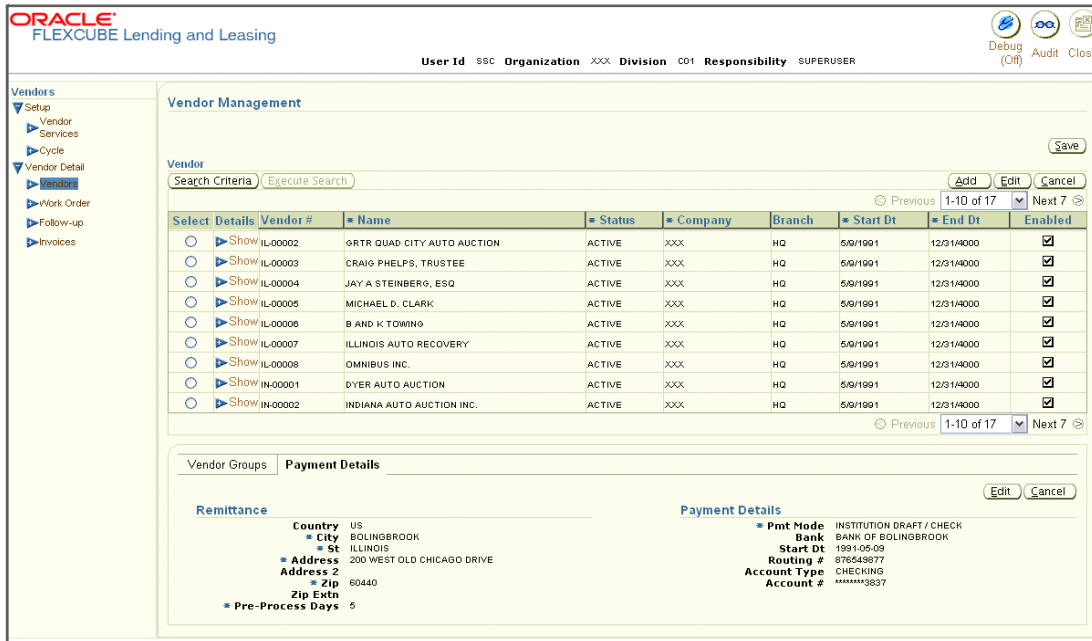 ORACLE
FLEXCUBE Lending and Leasing
Debug (Off)
Audit
Clos
User Id SSC Organization XXX Division C01 Responsibility SUPERUSER
Vendors
Setup
Vendor Services
Cycle
Vendor Detail
Vendors
Work Order
Follow-up
Invoices
Vendor Management
Save
Vendor
Search Criteria Execute Search Add Edit Cancel
Previous 1-10 of 17 Next 7
Select Details Vendor # * Name * Status * Company Branch * Start Dt * End Dt Enabled
Show IL-00002 GRTR QUAD CITY AUTO AUCTION ACTIVE XXX HQ 5/9/1991 12/31/4000
Show IL-00003 CRAIG PHELPS, TRUSTEE ACTIVE XXX HQ 5/9/1991 12/31/4000
Show IL-00004 JAY A STEINBERG, ESQ ACTIVE XXX HQ 5/9/1991 12/31/4000
Show IL-00005 MICHAEL D. CLARK ACTIVE XXX HQ 5/9/1991 12/31/4000
Show IL-00006 B AND K TOWING ACTIVE XXX HQ 5/9/1991 12/31/4000
Show IL-00007 ILLINOIS AUTO RECOVERY ACTIVE XXX HQ 5/9/1991 12/31/4000
Show IL-00008 OMNIBUS INC. ACTIVE XXX HQ 5/9/1991 12/31/4000
Show IN-00001 DYER AUTO AUCTION ACTIVE XXX HQ 5/9/1991 12/31/4000
Show IN-00002 INDIANA AUTO AUCTION INC. ACTIVE XXX HQ 5/9/1991 12/31/4000
Previous 1-10 of 17 Next 7
Vendor Groups Payment Details
Edit Cancel
Remittance
Country US
* City BOLINGBROOK
* St ILLINOIS
* Address 200 WEST OLD CHICAGO DRIVE
Address 2
* Zip 60440
Zip Extn
* Pre-Process Days 5
Payment Details
* Pmt Mode INSTITUTION DRAFT / CHECK
Bank BANK OF BOLINGBROOK
Start Dt 1991-05-09
Routing # 876549877
Account Type CHECKING
Account # ********3837